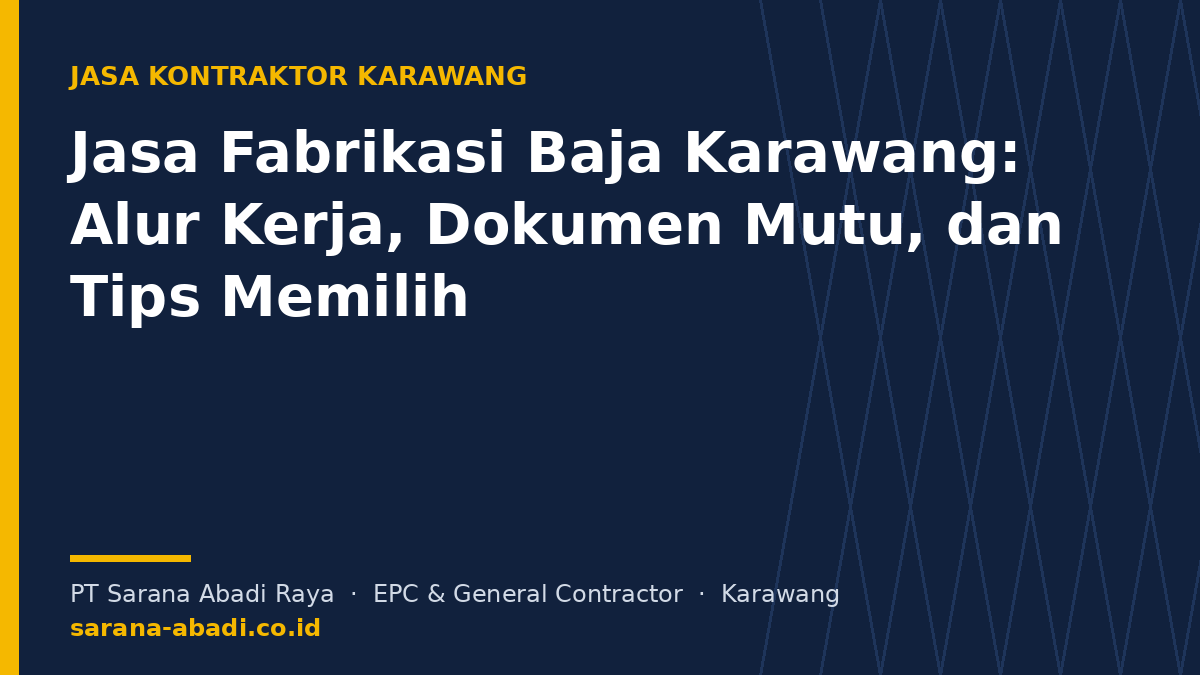 JASA KONTRAKTOR KARAWANG
Jasa Fabrikasi Baja Karawang:
Alur Kerja, Dokumen Mutu, dan
Tips Memilih
PT Sarana Abadi Raya · EPC & General Contractor · Karawang
sarana-abadi.co.id